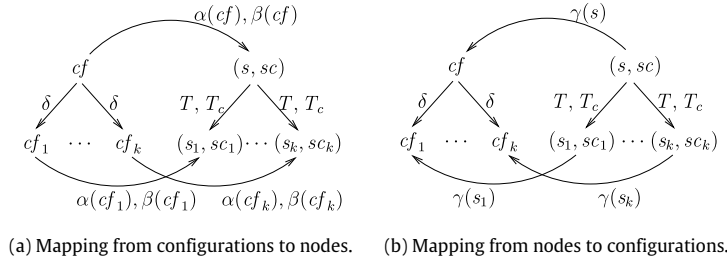 α(cf), β(cf)
γ(s)
cf (s, sc) cf (s, sc)
δ δ T, T_c T, T_c δ δ T, T_c T, T_c
cf_1 ··· cf_k (s_1, sc_1) ··· (s_k, sc_k) cf_1 ··· cf_k (s_1, sc_1) ··· (s_k, sc_k)
α(cf_1), β(cf_1) α(cf_k), β(cf_k) γ(s_1) γ(s_k)
(a) Mapping from configurations to nodes. (b) Mapping from nodes to configurations.